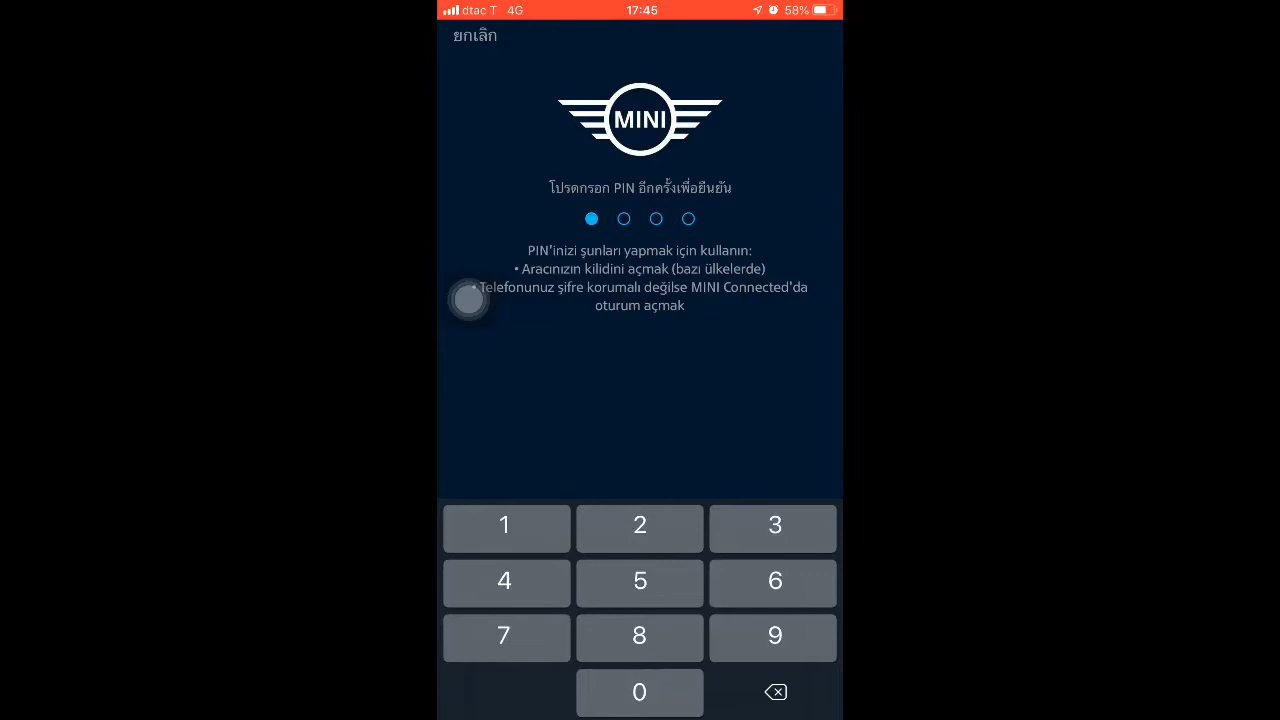 dtac T 4G 17:45 58%
ยกเลิก
MINI
โปรดกรอก PIN อีกครั้งเพื่อยืนยัน
PIN'inizi şunları yapmak için kullanın:
• Aracınızın kilidini açmak (bazı ülkelerde)
• Telefonunuz şifre korumalı değilse MINI Connected'da
oturum açmak
1 2 3
4 5 6
7 8 9
0